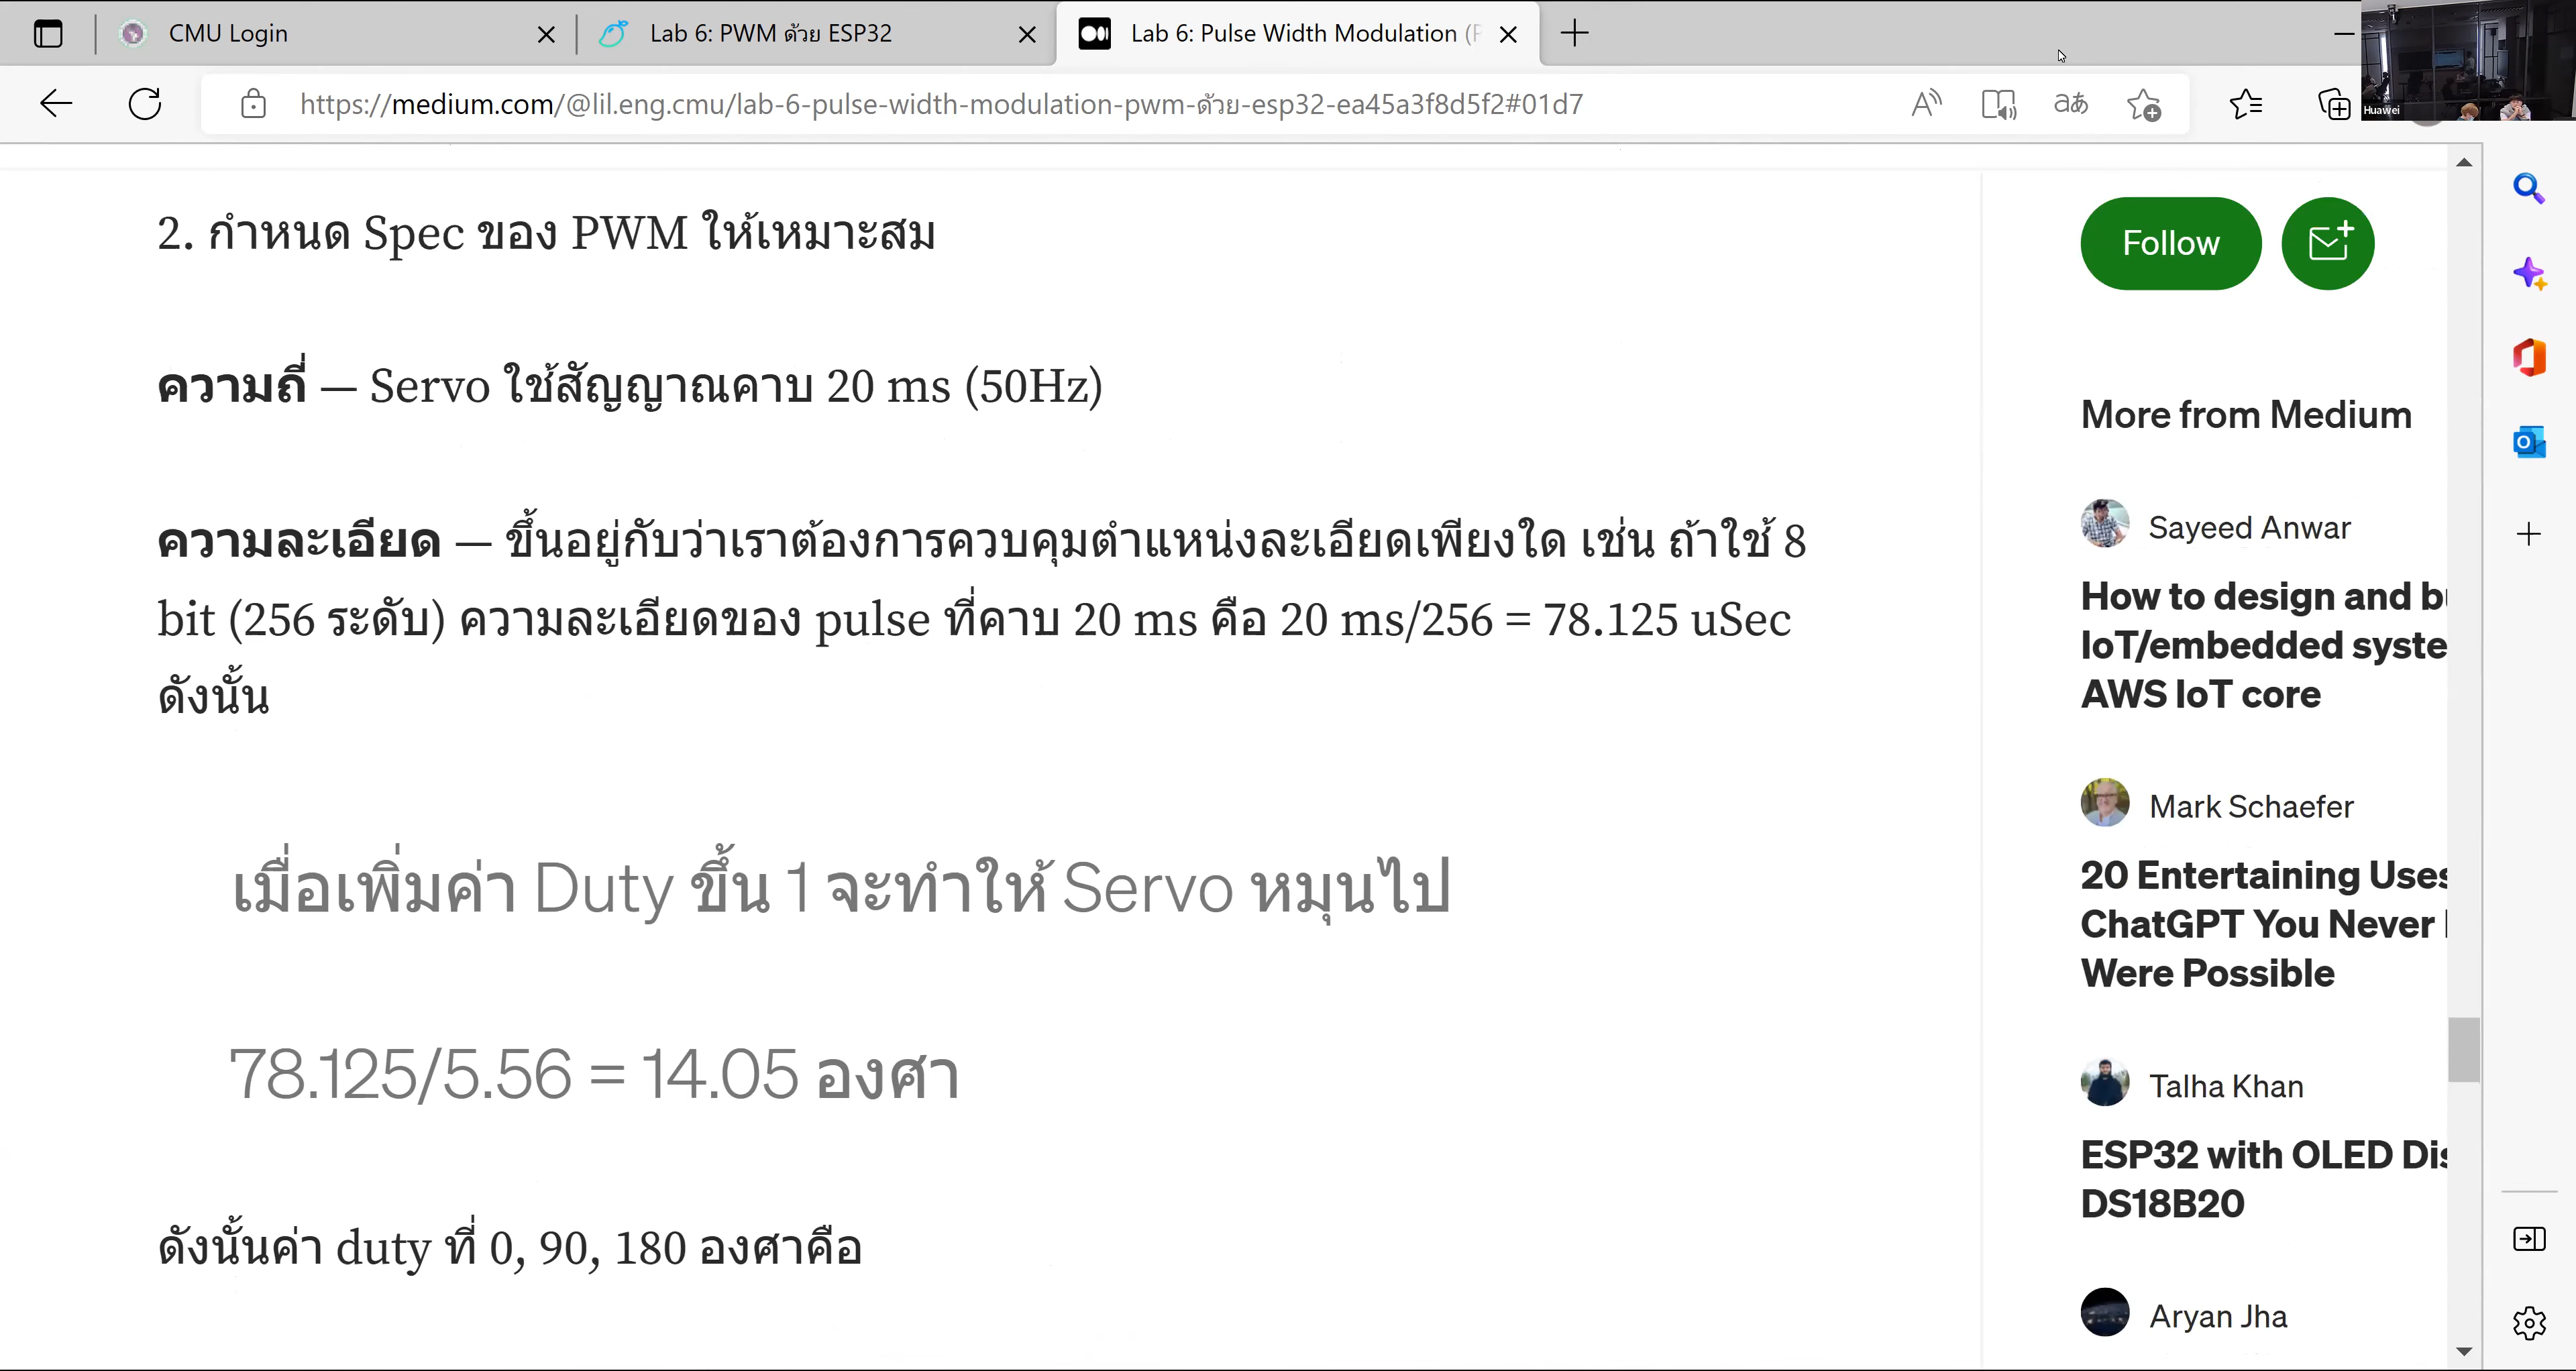 CMU Login
Lab 6: PWM ด้วย ESP32
Lab 6: Pulse Width Modulation (P
https://medium.com/@lil.eng.cmu/lab-6-pulse-width-modulation-pwm-ด้วย-esp32-ea45a3f8d5f2#01d7
Huawei
2. กำหนด Spec ของ PWM ให้เหมาะสม
ความถี่ — Servo ใช้สัญญาณคาบ 20 ms (50Hz)
ความละเอียด — ขึ้นอยู่กับว่าเราต้องการควบคุมตำแหน่งละเอียดเพียงใด เช่น ถ้าใช้ 8
bit (256 ระดับ) ความละเอียดของ pulse ที่คาบ 20 ms คือ 20 ms/256 = 78.125 uSec
ดังนั้น
เมื่อเพิ่มค่า Duty ขึ้น 1 จะทำให้ Servo หมุนไป
78.125/5.56 = 14.05 องศา
ดังนั้นค่า duty ที่ 0, 90, 180 องศาคือ
Follow
More from Medium
Sayeed Anwar
How to design and bu
IoT/embedded syste
AWS IoT core
Mark Schaefer
20 Entertaining Uses
ChatGPT You Never
Were Possible
Talha Khan
ESP32 with OLED Dis
DS18B20
Aryan Jha